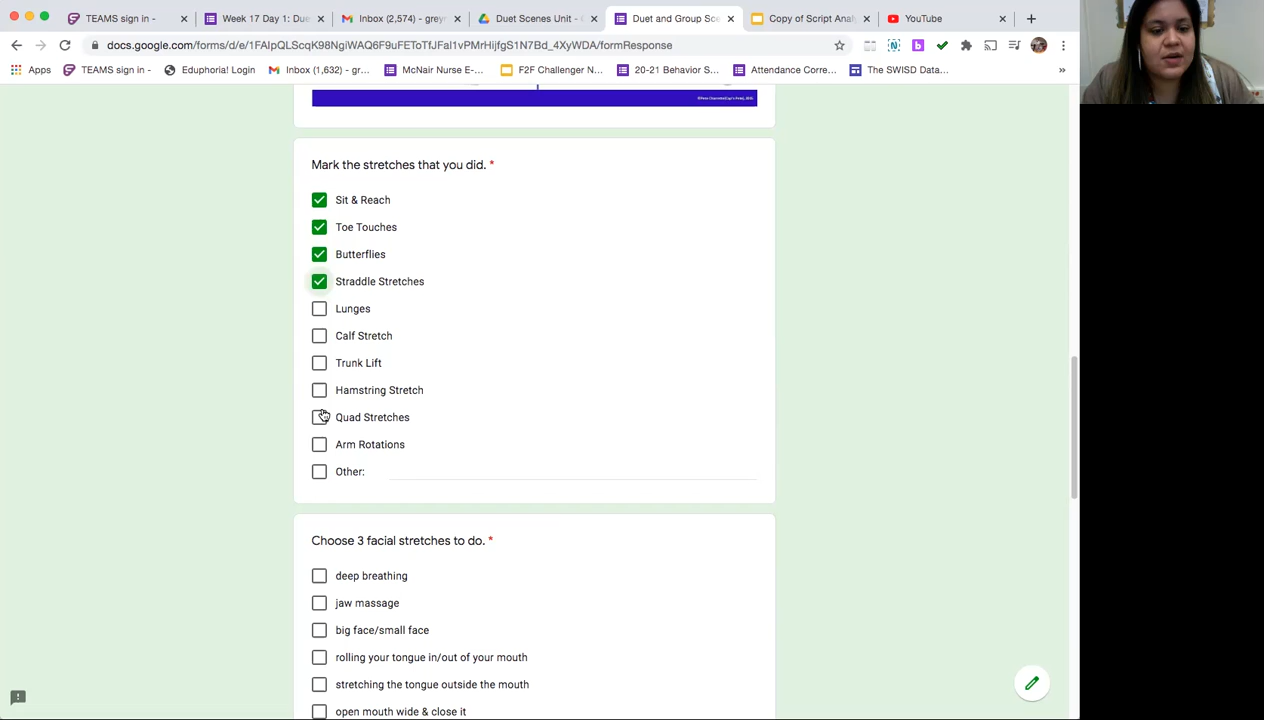 TEAMS sign in -
Week 17 Day 1: Due
Inbox (2,574) - grey
Duet Scenes Unit -
Duet and Group Sce
Copy of Script Anal
YouTube
docs.google.com/forms/d/e/1FAIpQLScqK98NgiWAQ6F9uFEToTfJFaI1vPMrHijfgS1N7Bd_4XyWDA/formResponse
Apps
TEAMS sign in -
Eduphoria! Login
Inbox (1,632) - gr...
McNair Nurse E-...
F2F Challenger N...
20-21 Behavior S...
Attendance Corre...
The SWISD Data...
Mark the stretches that you did. *
Sit & Reach
Toe Touches
Butterflies
Straddle Stretches
Lunges
Calf Stretch
Trunk Lift
Hamstring Stretch
Quad Stretches
Arm Rotations
Other:
Choose 3 facial stretches to do. *
deep breathing
jaw massage
big face/small face
rolling your tongue in/out of your mouth
stretching the tongue outside the mouth
open mouth wide & close it